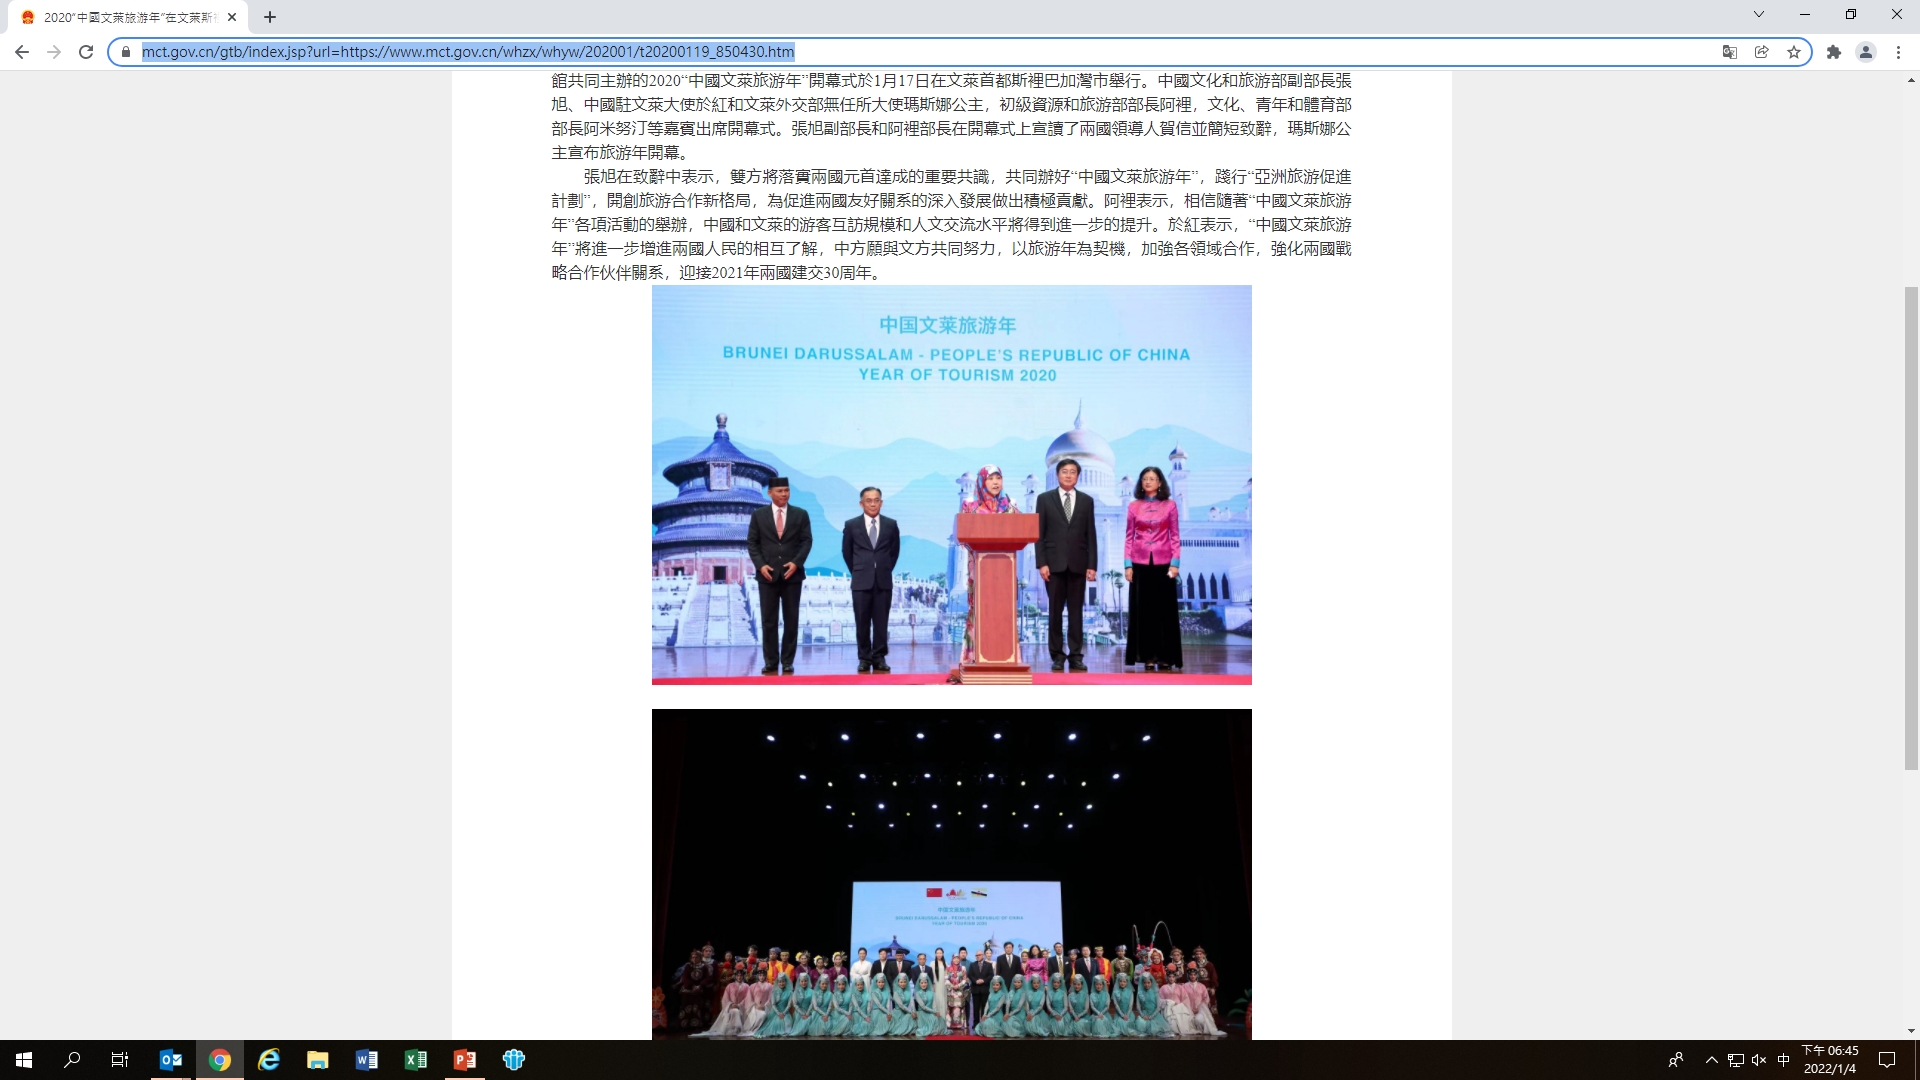 2020“中國文萊旅游年”在文萊斯
mct.gov.cn/gtb/index.jsp?url=https://www.mct.gov.cn/whzx/whyw/202001/t20200119_850430.htm
館共同主辦的2020“中國文萊旅游年”開幕式於1月17日在文萊首都斯裡巴加灣市舉行。中國文化和旅游部副部長張
旭、中國駐文萊大使於紅和文萊外交部無任所大使瑪斯娜公主，初級資源和旅游部部長阿裡，文化、青年和體育部
部長阿米努汀等嘉賓出席開幕式。張旭副部長和阿裡部長在開幕式上宣讀了兩國領導人賀信並簡短致辭，瑪斯娜公
主宣布旅游年開幕。
張旭在致辭中表示，雙方將落實兩國元首達成的重要共識，共同辦好“中國文萊旅游年”，踐行“亞洲旅游促進
計劃”，開創旅游合作新格局，為促進兩國友好關系的深入發展做出積極貢獻。阿裡表示，相信隨著“中國文萊旅游
年”各項活動的舉辦，中國和文萊的游客互訪規模和人文交流水平將得到進一步的提升。於紅表示，“中國文萊旅游
年”將進一步增進兩國人民的相互了解，中方願與文方共同努力，以旅游年為契機，加強各領域合作，強化兩國戰
略合作伙伴關系，迎接2021年兩國建交30周年。
中国文莱旅游年
BRUNEI DARUSSALAM - PEOPLE'S REPUBLIC OF CHINA
YEAR OF TOURISM 2020
中国文莱旅游年
BRUNEI DARUSSALAM - PEOPLE'S REPUBLIC OF CHINA
YEAR OF TOURISM 2020
中
下午 06:45
2022/1/4